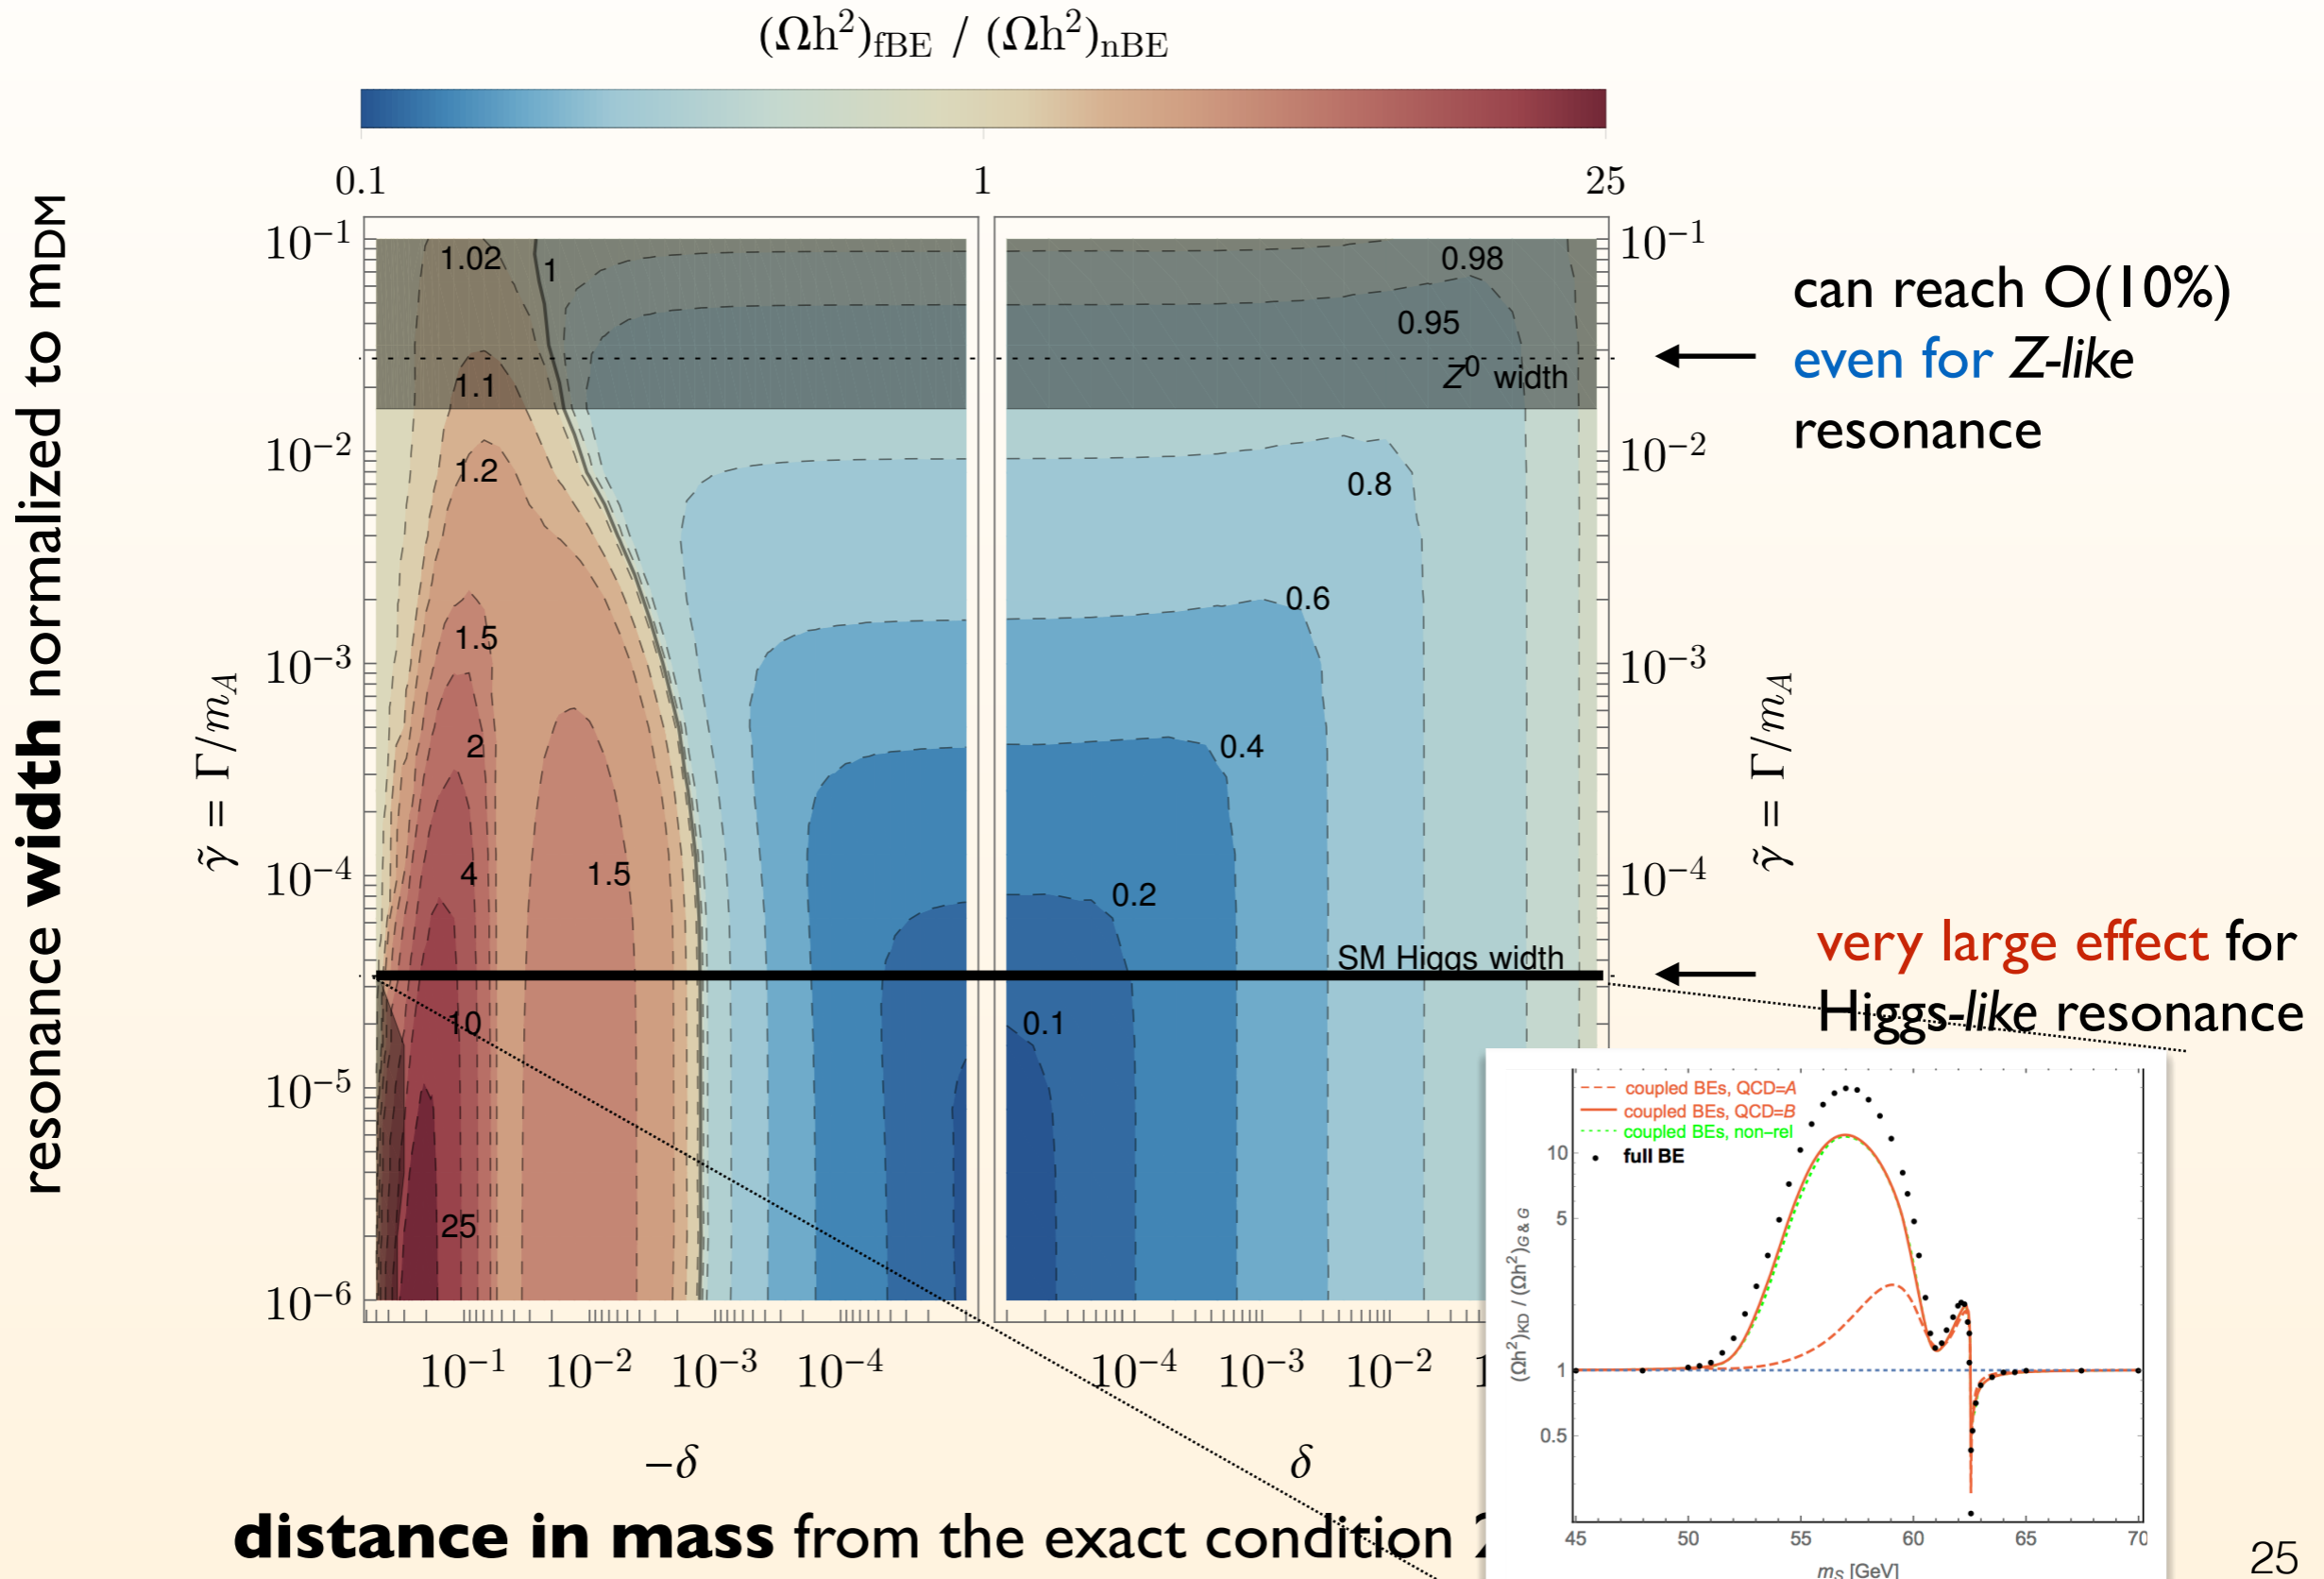 (Ωh²)fBE / (Ωh²)nBE
0.1 1 25
resonance width normalized to mDM
γ̃ = Γ/mA
10⁻¹
10⁻²
10⁻³
10⁻⁴
10⁻⁵
10⁻⁶
1.02
1
1.1
1.2
1.5
2
4
1.5
10
25
0.98
0.95
Z⁰ width
0.8
0.6
0.4
0.2
SM Higgs width
0.1
10⁻¹
10⁻²
10⁻³
10⁻⁴
γ̃ = Γ/mA
can reach O(10%)
even for Z-like
resonance
very large effect for
Higgs-like resonance
10⁻¹ 10⁻² 10⁻³ 10⁻⁴
10⁻⁴ 10⁻³ 10⁻²
−δ
δ
distance in mass from the exact condition
coupled BEs, QCD=A
coupled BEs, QCD=B
coupled BEs, non−rel
full BE
(Ωh²)KD / (Ωh²)G & G
10
5
1
0.5
45 50 55 60 65 70
mS [GeV]
25